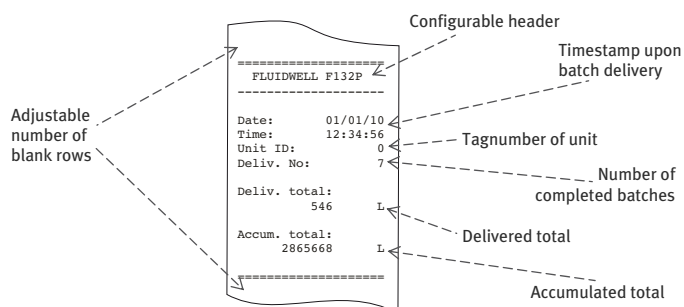 Configurable header
Timestamp upon
batch delivery
==================
FLUIDWELL F132P
------------------
Adjustable
number of
blank rows
Date: 01/01/10
Time: 12:34:56
Unit ID: 0
Deliv. No: 7
Tagnumber of unit
Number of
completed batches
Deliv. total:
546 L
Delivered total
Accum. total:
2865668 L
Accumulated total
==================